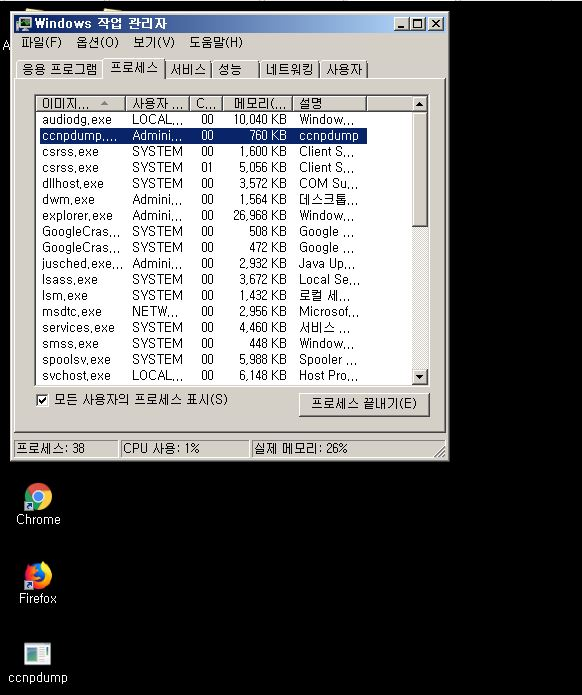 Windows 작업 관리자
파일(F) 옵션(O) 보기(V) 도움말(H)
응용 프로그램 프로세스 서비스 성능 네트워킹 사용자
이미지... 사용자 ... C... 메모리(... 설명
audiodg.exe LOCAL... 00 10,040 KB Window...
ccnpdump.... Admini... 00 760 KB ccnpdump
csrss.exe SYSTEM 00 1,600 KB Client S...
csrss.exe SYSTEM 01 5,056 KB Client S...
dllhost.exe SYSTEM 00 3,572 KB COM Su...
dwm.exe Admini... 00 1,564 KB 데스크톱...
explorer.exe Admini... 00 26,968 KB Window...
GoogleCras... SYSTEM 00 508 KB Google ...
GoogleCras... SYSTEM 00 472 KB Google ...
jusched.exe... Admini... 00 2,932 KB Java Up...
lsass.exe SYSTEM 00 3,672 KB Local Se...
lsm.exe SYSTEM 00 1,432 KB 로컬 세...
msdtc.exe NETW... 00 2,956 KB Microsof...
services.exe SYSTEM 00 4,460 KB 서비스 ...
smss.exe SYSTEM 00 448 KB Window...
spoolsv.exe SYSTEM 00 5,988 KB Spooler ...
svchost.exe LOCAL... 00 6,148 KB Host Pro...
모든 사용자의 프로세스 표시(S) 프로세스 끝내기(E)
프로세스: 38 CPU 사용: 1% 실제 메모리: 26%
Chrome
Firefox
ccnpdump